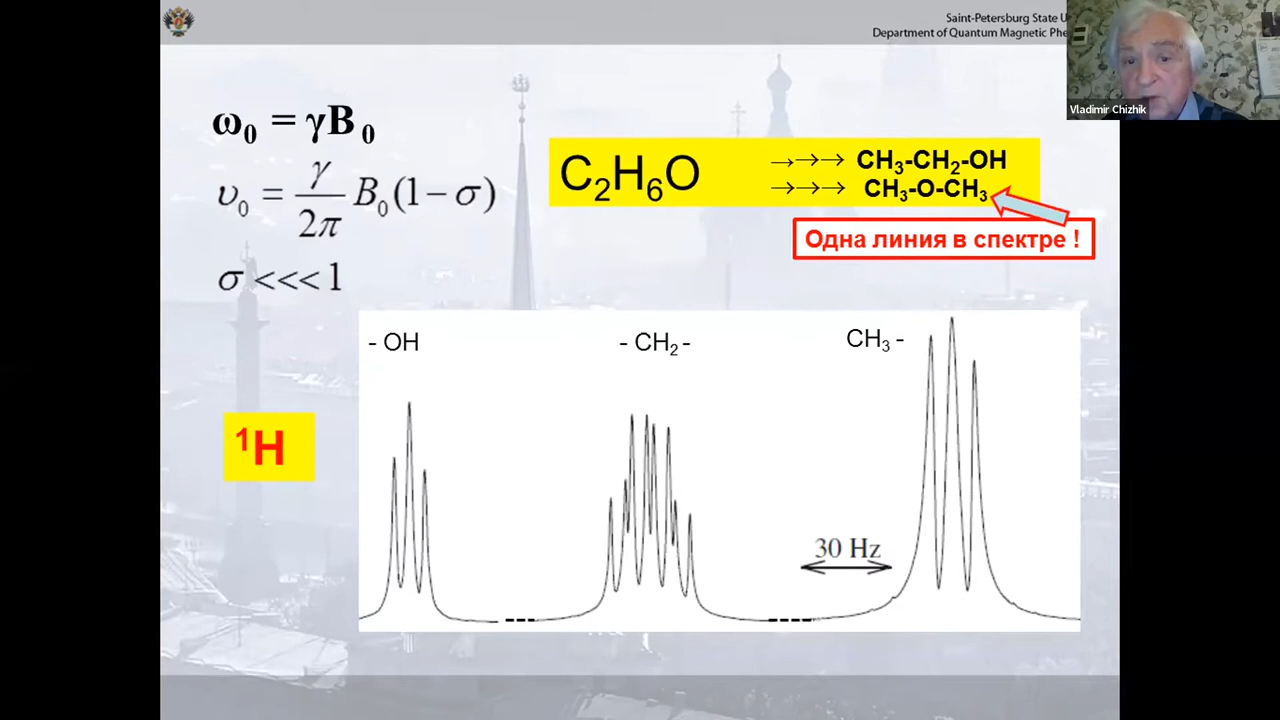 Saint-Petersburg State U
Department of Quantum Magnetic Phe
Vladimir Chizhik
ω₀ = γB₀
υ₀ = γ/2π B₀(1−σ)
σ <<< 1
C₂H₆O
→→→ CH₃-CH₂-OH
→→→ CH₃-O-CH₃
Одна линия в спектре !
- OH
- CH₂-
CH₃ -
¹H
30 Hz